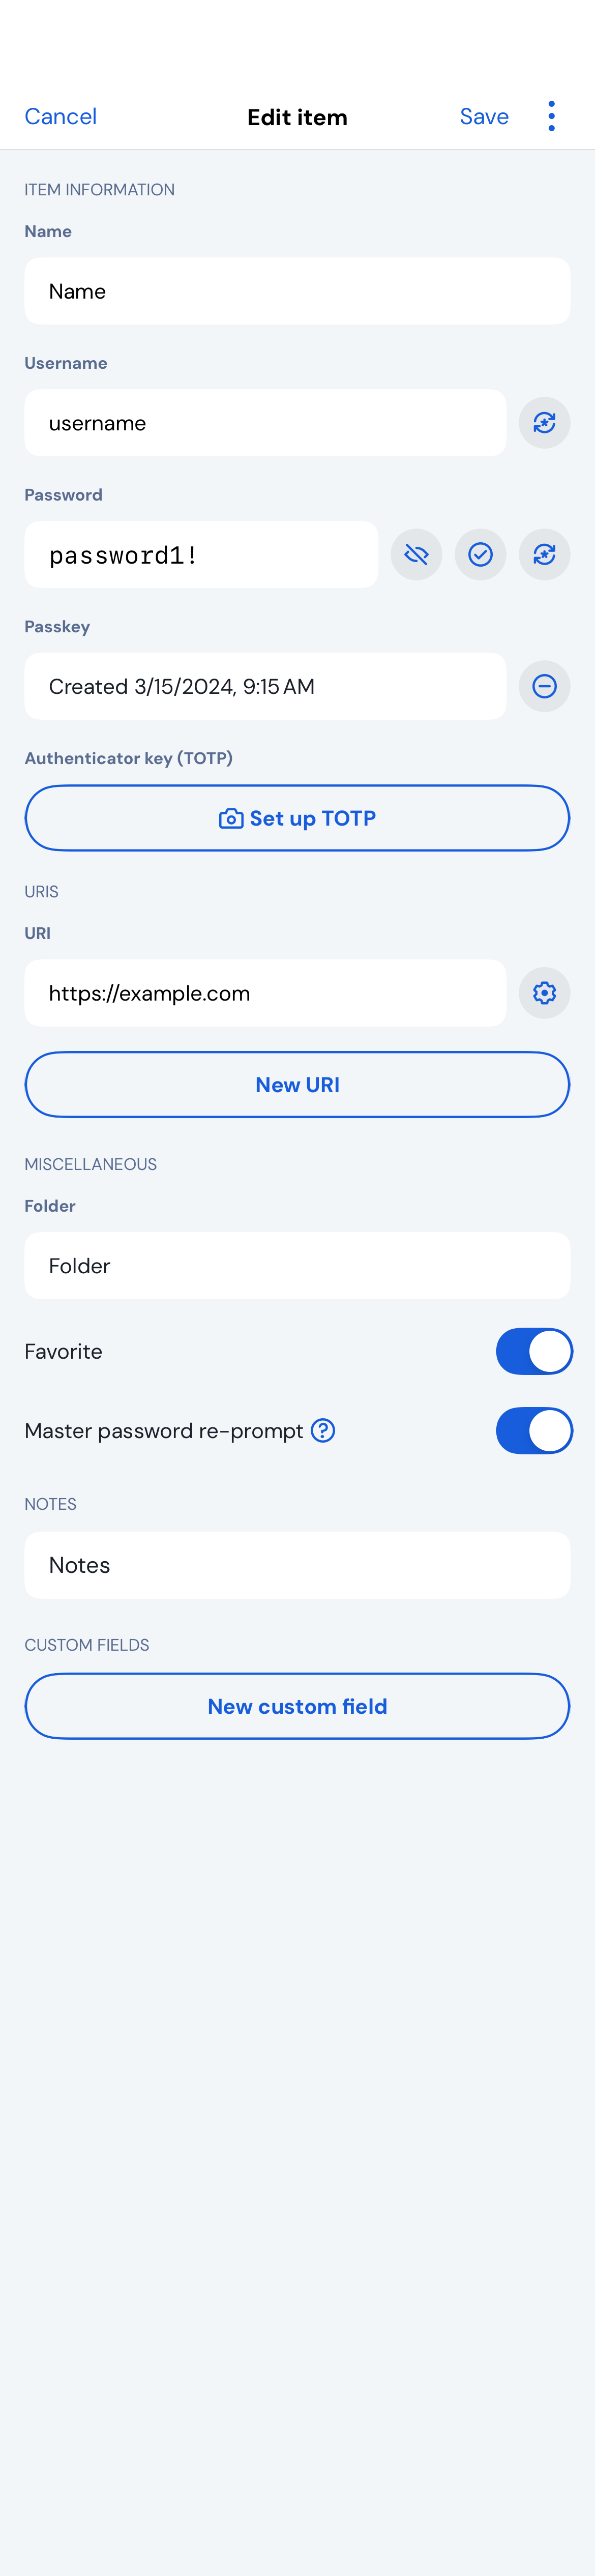 Cancel Edit item Save
ITEM INFORMATION
Name
Name
Username
username
Password
password1!
Passkey
Created 3/15/2024, 9:15 AM
Authenticator key (TOTP)
Set up TOTP
URIS
URI
https://example.com
New URI
MISCELLANEOUS
Folder
Folder
Favorite
Master password re-prompt
NOTES
Notes
CUSTOM FIELDS
New custom field